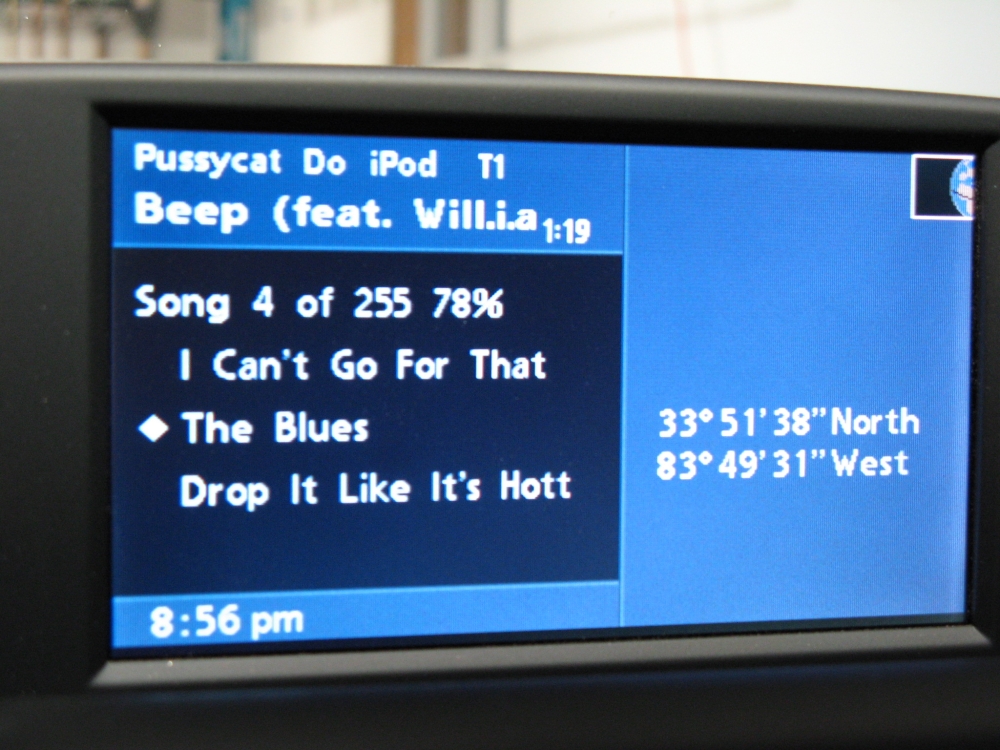 Pussycat Do iPod T1
Beep (feat. Will.i.a 1:19
Song 4 of 255 78%
I Can't Go For That
The Blues
Drop It Like It's Hott
8:56 pm
33°51'38" North
83°49'31" West